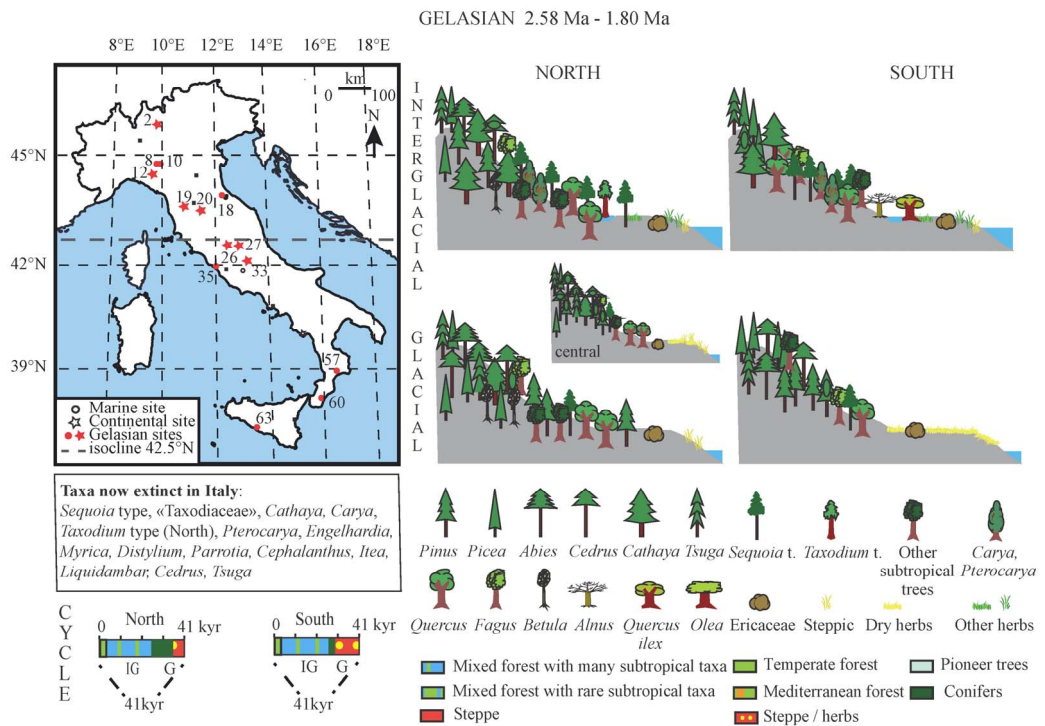 GELASIAN 2.58 Ma - 1.80 Ma
8°E 10°E 12°E 14°E 16°E 18°E
km
0 100
N
45°N
42°N
39°N
2
8 10
12
19 20
18
27
26
33
35
57
60
63
Marine site
Continental site
Gelasian sites
isocline 42.5°N
NORTH
SOUTH
INTERGLACIAL
GLACIAL
central
Taxa now extinct in Italy:
Sequoia type, «Taxodiaceae», Cathaya, Carya,
Taxodium type (North), Pterocarya, Engelhardia,
Myrica, Distylium, Parrotia, Cephalanthus, Itea,
Liquidambar, Cedrus, Tsuga
Pinus Picea Abies Cedrus Cathaya Tsuga Sequoia t. Taxodium t. Other subtropical trees Carya, Pterocarya
Quercus Fagus Betula Alnus Quercus ilex Olea Ericaceae Steppic Dry herbs Other herbs
CYCLE
North
0 41 kyr
IG G
41kyr
South
0 41 kyr
IG G
41kyr
Mixed forest with many subtropical taxa
Mixed forest with rare subtropical taxa
Steppe
Temperate forest
Mediterranean forest
Steppe / herbs
Pioneer trees
Conifers